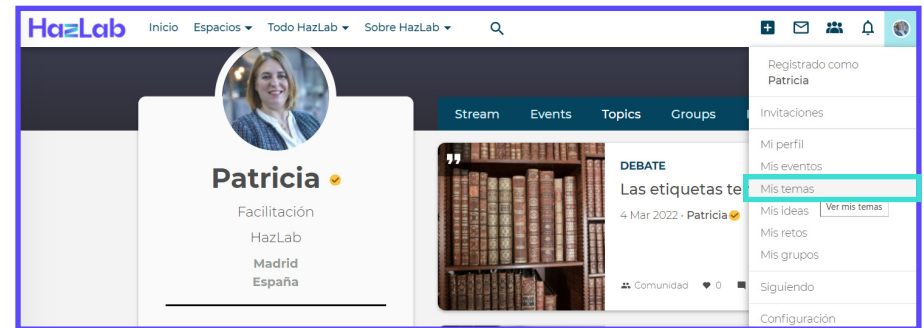 HazLab Inicio Espacios Todo HazLab Sobre HazLab
Registrado como
Patricia
Invitaciones
Mi perfil
Mis eventos
Mis temas
Ver mis temas
Mis ideas
Mis retos
Mis grupos
Siguiendo
Configuración
Patricia
Facilitación
HazLab
Madrid
España
Stream Events Topics Groups
DEBATE
Las etiquetas te
4 Mar 2022 · Patricia
Comunidad 0